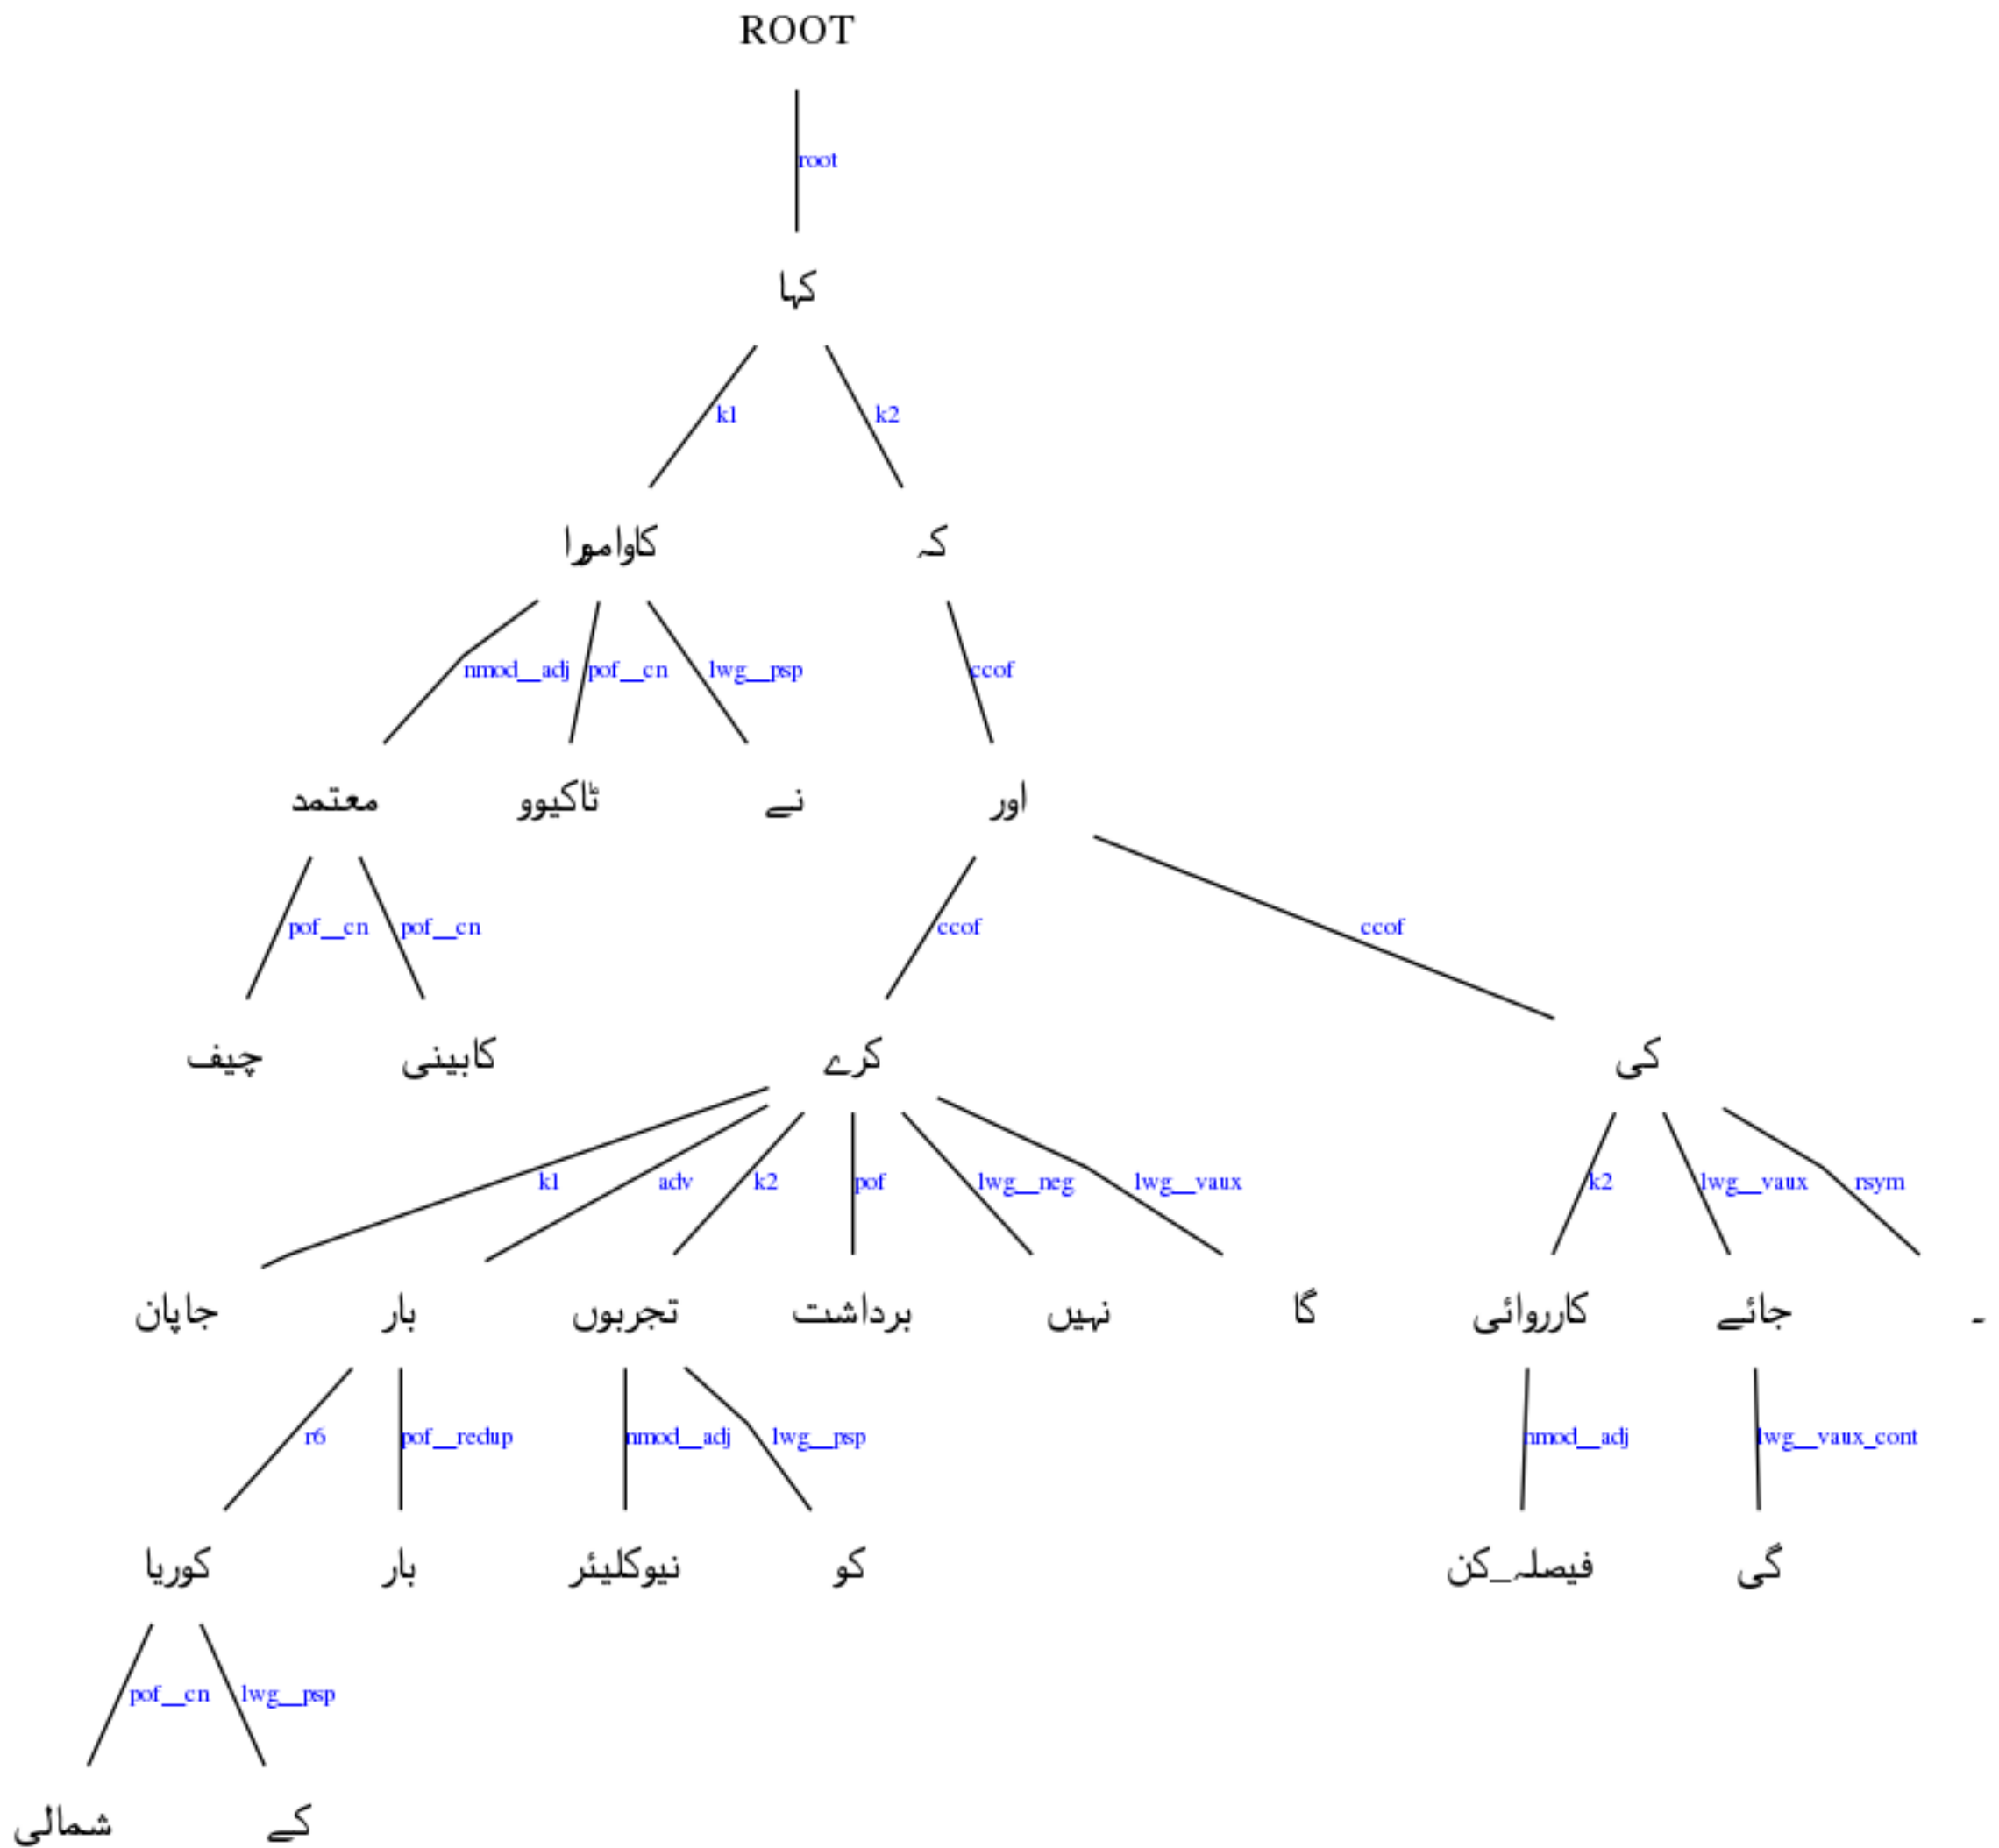 ROOT
root
کہا
k1 k2
کاوامورا کہ
nmod__adj pof__cn lwg__psp ccof
معتمد ٹاکیوو نے اور
pof__cn pof__cn ccof ccof
چیف کابینی کرے کی
k1 adv k2 pof lwg__neg lwg__vaux k2 lwg__vaux rsym
جاپان بار تجربوں برداشت نہیں گا کارروائی جائے ۔
r6 pof__redup nmod__adj lwg__psp nmod__adj lwg__vaux_cont
کوریا بار نیوکلیئر کو فیصلہ_کن گی
pof__cn lwg__psp
شمالی کے